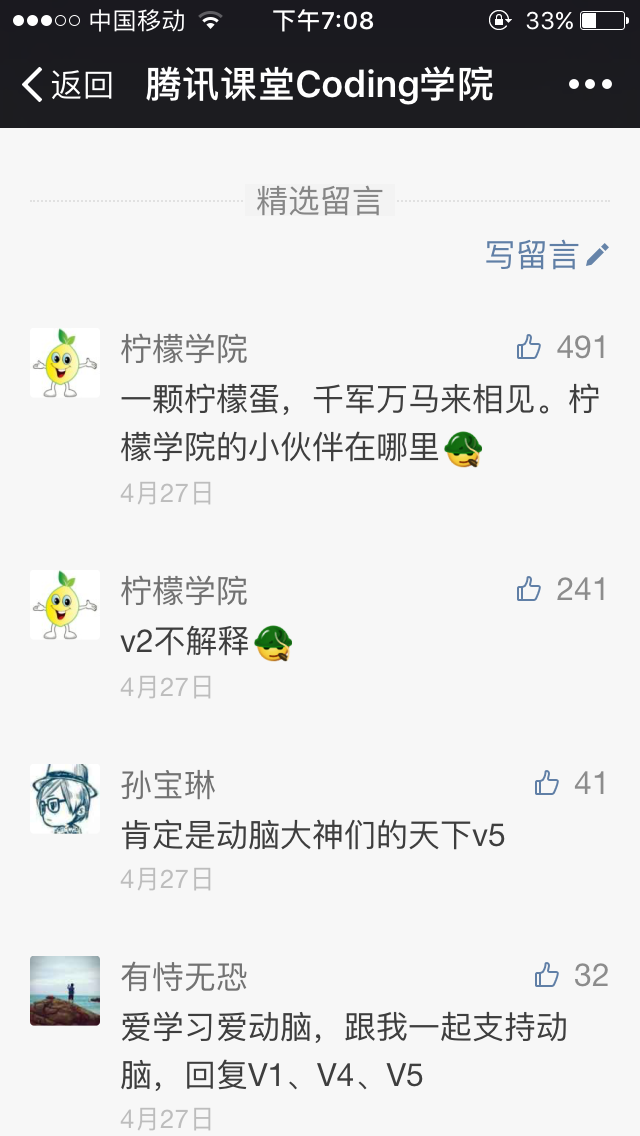 中国移动 下午7:08 33%
返回 腾讯课堂Coding学院
精选留言
写留言
柠檬学院 491
一颗柠檬蛋，千军万马来相见。柠
檬学院的小伙伴在哪里
4月27日
柠檬学院 241
v2不解释
4月27日
孙宝琳 41
肯定是动脑大神们的天下v5
4月27日
有恃无恐 32
爱学习爱动脑，跟我一起支持动
脑，回复V1、V4、V5
4月27日